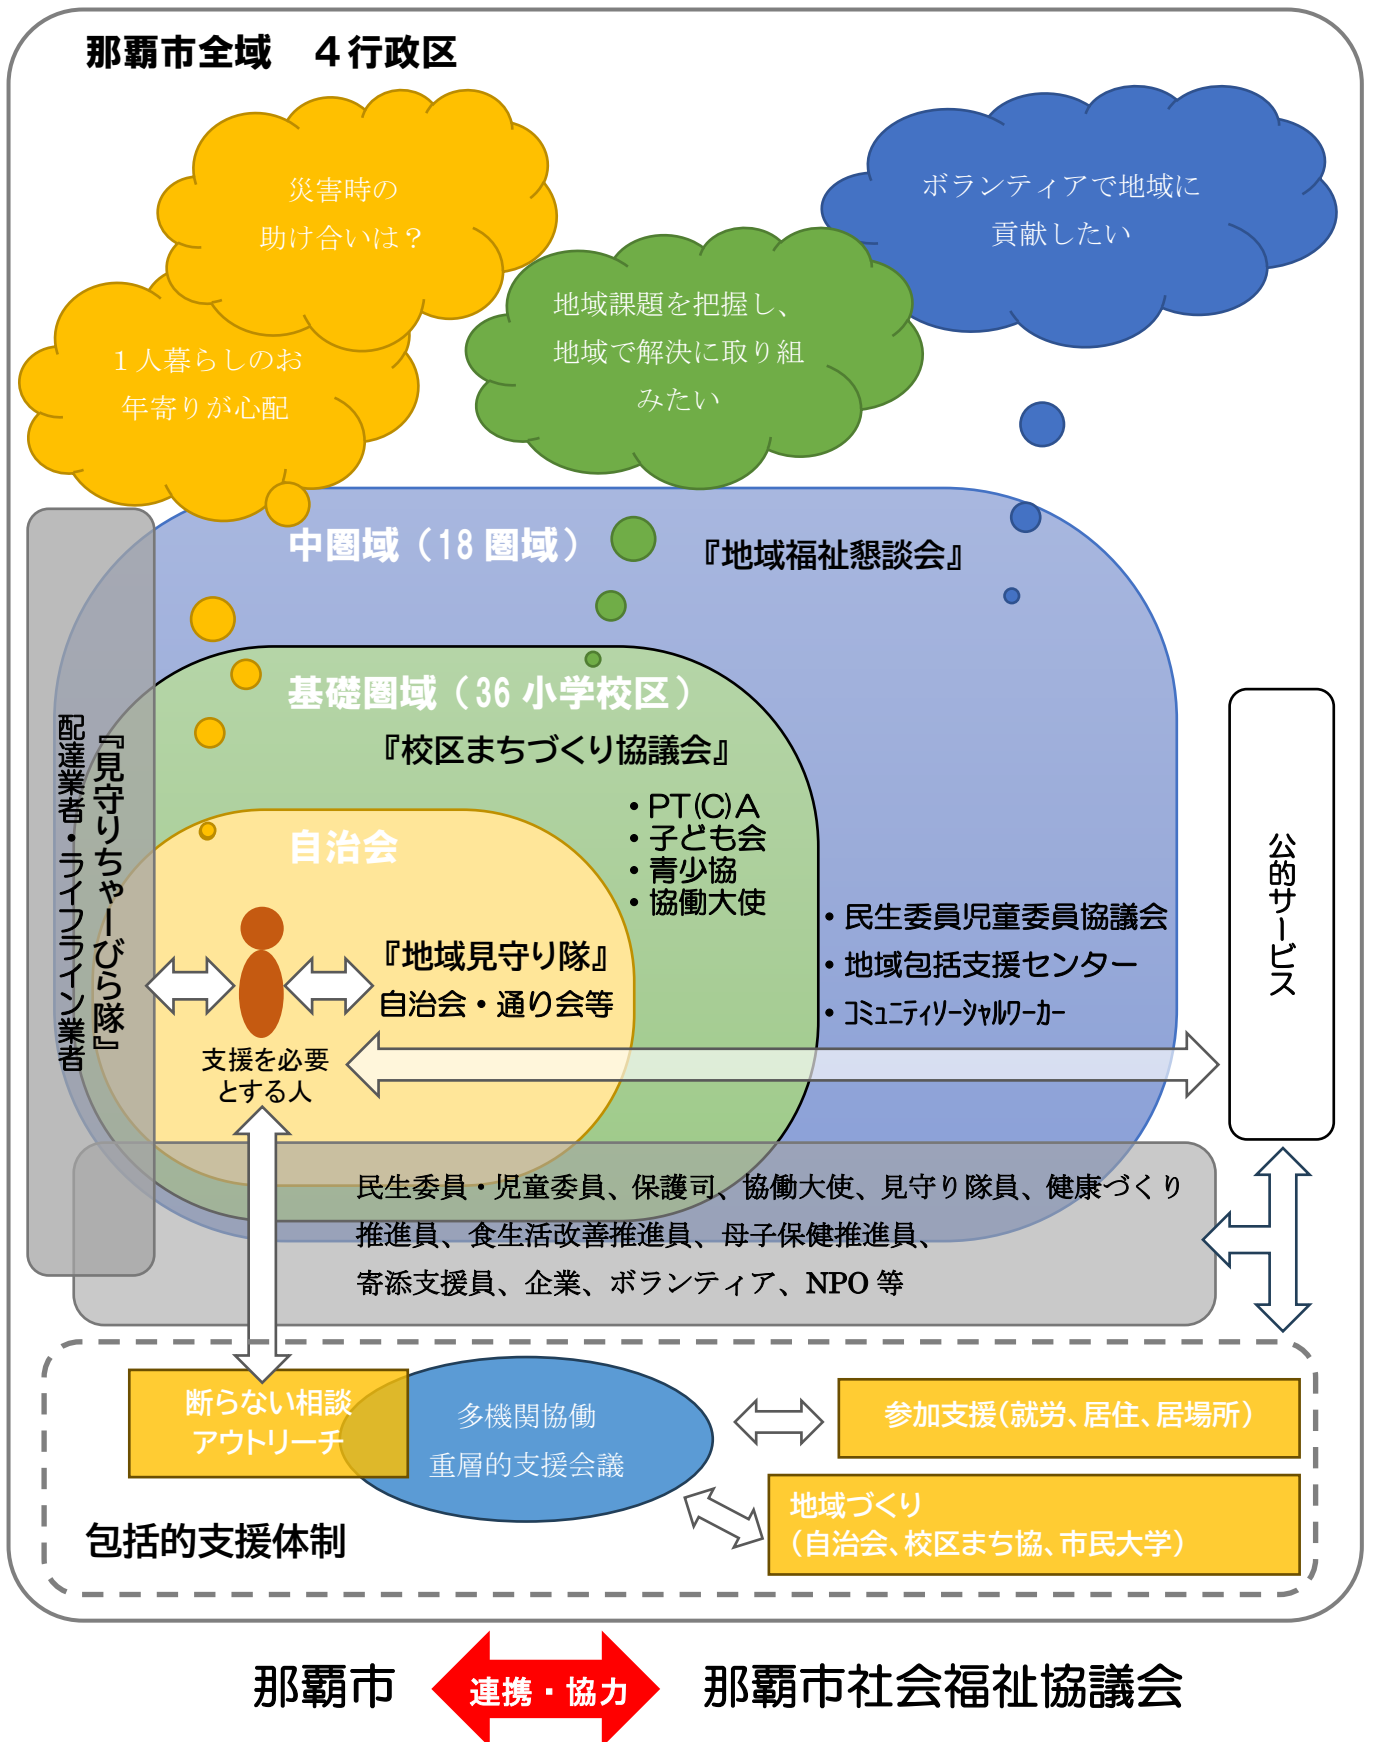 那覇市全域　４行政区
災害時の
助け合いは？
ボランティアで地域に
貢献したい
地域課題を把握し、
地域で解決に取り組
みたい
１人暮らしのお
年寄りが心配
中圏域（18 圏域）
『地域福祉懇談会』
基礎圏域（36 小学校区）
『校区まちづくり協議会』
・PT(C)A
・子ども会
・青少協
・協働大使
自治会
『見守りちゃーびら隊』
配達業者・ライフライン業者
『地域見守り隊』
自治会・通り会等
支援を必要
とする人
・民生委員児童委員協議会
・地域包括支援センター
・ｺﾐｭﾆﾃｨｿｰｼｬﾙﾜｰｶｰ
公的サービス
民生委員・児童委員、保護司、協働大使、見守り隊員、健康づくり
推進員、食生活改善推進員、母子保健推進員、
寄添支援員、企業、ボランティア、NPO 等
断らない相談
アウトリーチ
多機関協働
重層的支援会議
参加支援（就労、居住、居場所）
地域づくり
（自治会、校区まち協、市民大学）
包括的支援体制
那覇市
連携・協力
那覇市社会福祉協議会